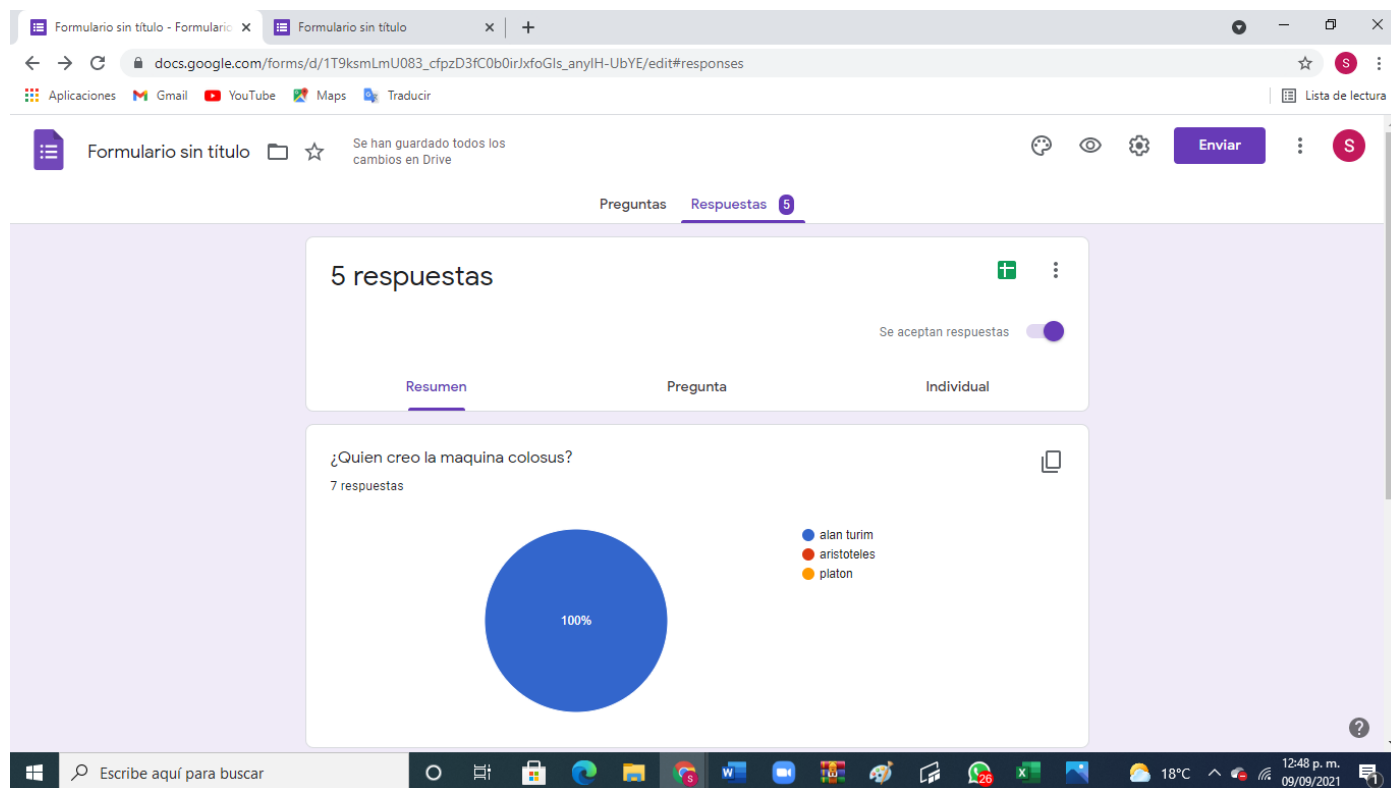 Formulario sin título - Formulario
Formulario sin título
docs.google.com/forms/d/1T9ksmLmU083_cfpzD3fC0b0irJxfoGIs_anyIH-UbYE/edit#responses
S
Aplicaciones
Gmail
YouTube
Maps
Traducir
Lista de lectura
Formulario sin título
Se han guardado todos los
cambios en Drive
Enviar
S
Preguntas
Respuestas 5
5 respuestas
Se aceptan respuestas
Resumen
Pregunta
Individual
¿Quien creo la maquina colosus?
7 respuestas
alan turim
aristoteles
platon
100%
Escribe aquí para buscar
26
18°C
12:48 p. m.
09/09/2021
1